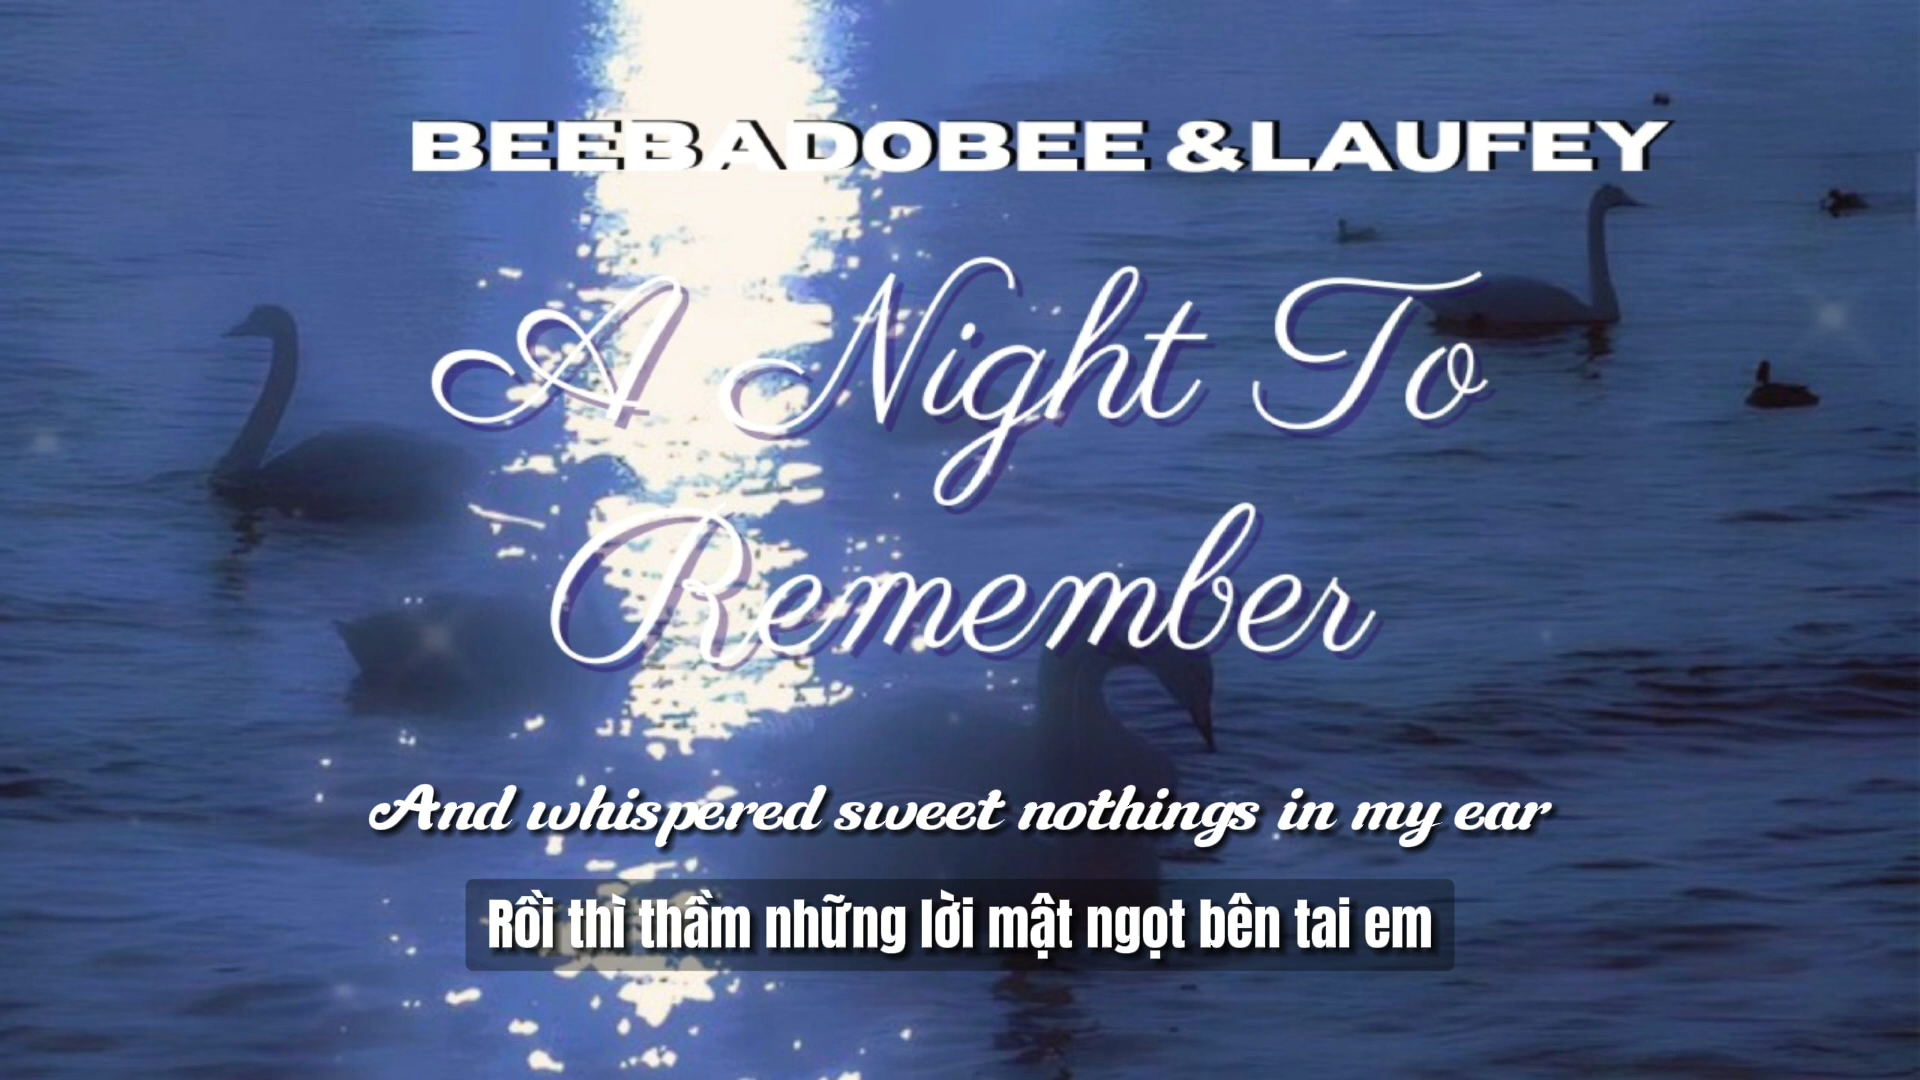 BEEBADOBEE &LAUFEY
A Night To
Remember
And whispered sweet nothings in my ear
Rồi thì thầm những lời mật ngọt bên tai em